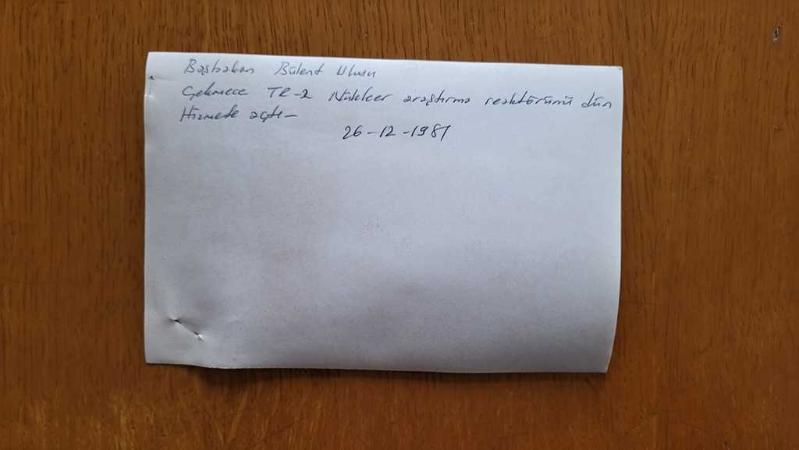 Başbakan Bülent Ulusu
Çekmece TR-2 Nükleer araştırma reaktörünü dün
Hizmete açtı-
26-12-1981